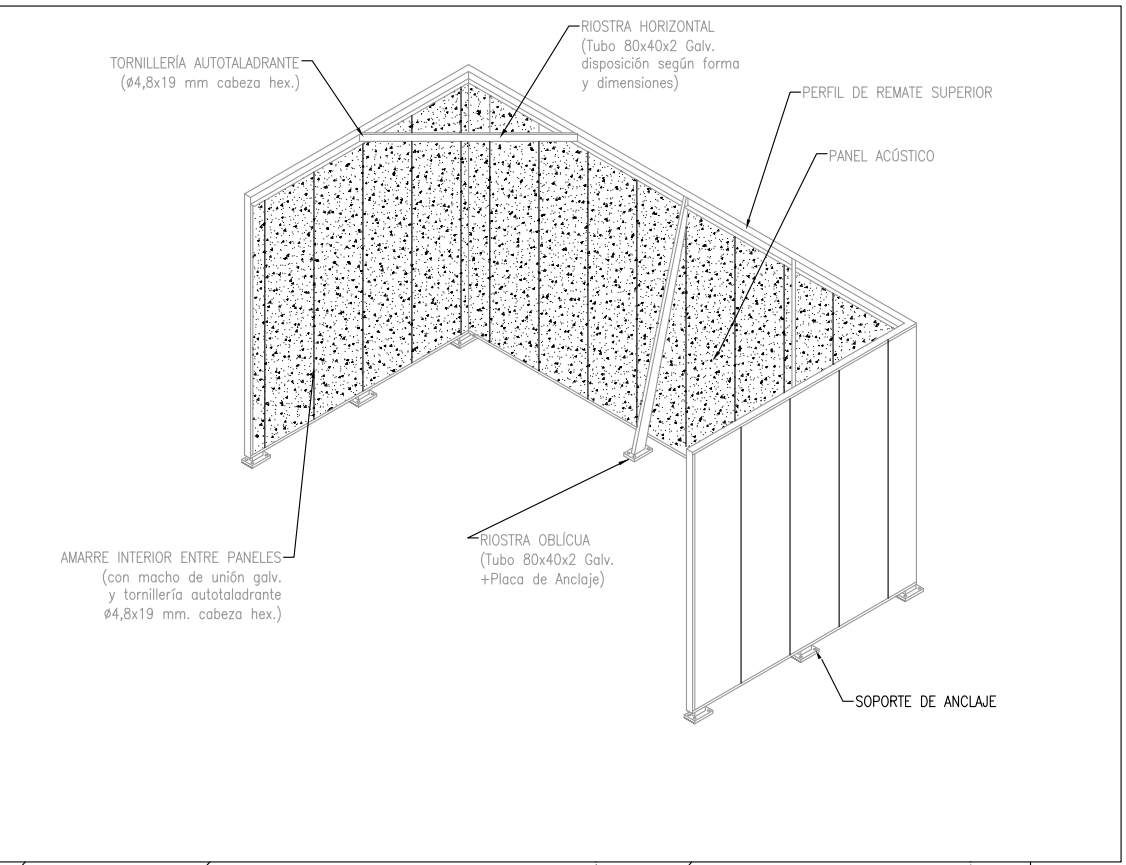 RIOSTRA HORIZONTAL
(Tubo 80x40x2 Galv.
disposición según forma
y dimensiones)
TORNILLERÍA AUTOTALADRANTE
(ø4,8x19 mm cabeza hex.)
PERFIL DE REMATE SUPERIOR
PANEL ACÚSTICO
RIOSTRA OBLÍCUA
(Tubo 80x40x2 Galv.
+Placa de Anclaje)
AMARRE INTERIOR ENTRE PANELES
(con macho de unión galv.
y tornillería autotaladrante
ø4,8x19 mm. cabeza hex.)
SOPORTE DE ANCLAJE